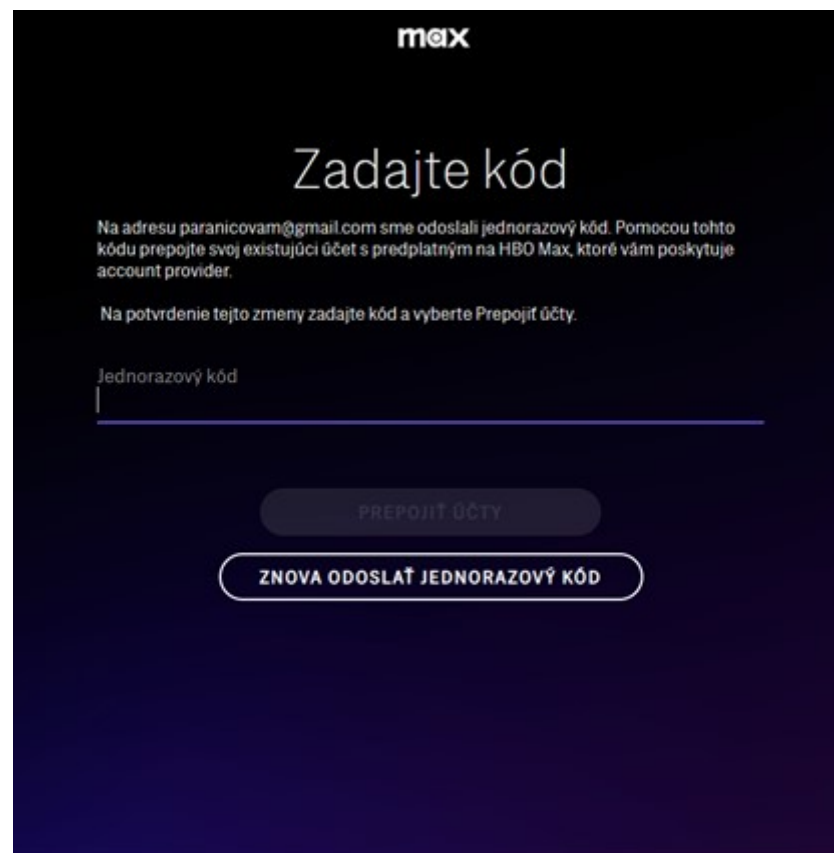 max
Zadajte kód
Na adresu paranicovam@gmail.com sme odoslali jednorazový kód. Pomocou tohto
kódu prepojte svoj existujúci účet s predplatným na HBO Max, ktoré vám poskytuje
account provider.
Na potvrdenie tejto zmeny zadajte kód a vyberte Prepojiť účty.
Jednorazový kód
PREPOJIŤ ÚČTY
ZNOVA ODOSLAŤ JEDNORAZOVÝ KÓD